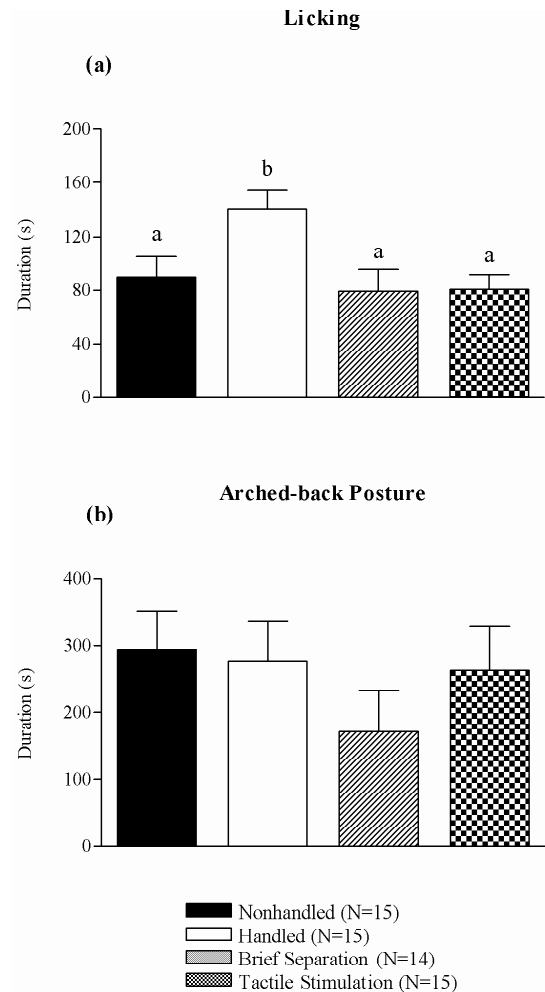 Licking
(a)
200
160
120
80
40
0
Duration (s)
a
b
a
a
Arched-back Posture
(b)
400
300
200
100
0
Duration (s)
Nonhandled (N=15)
Handled (N=15)
Brief Separation (N=14)
Tactile Stimulation (N=15)